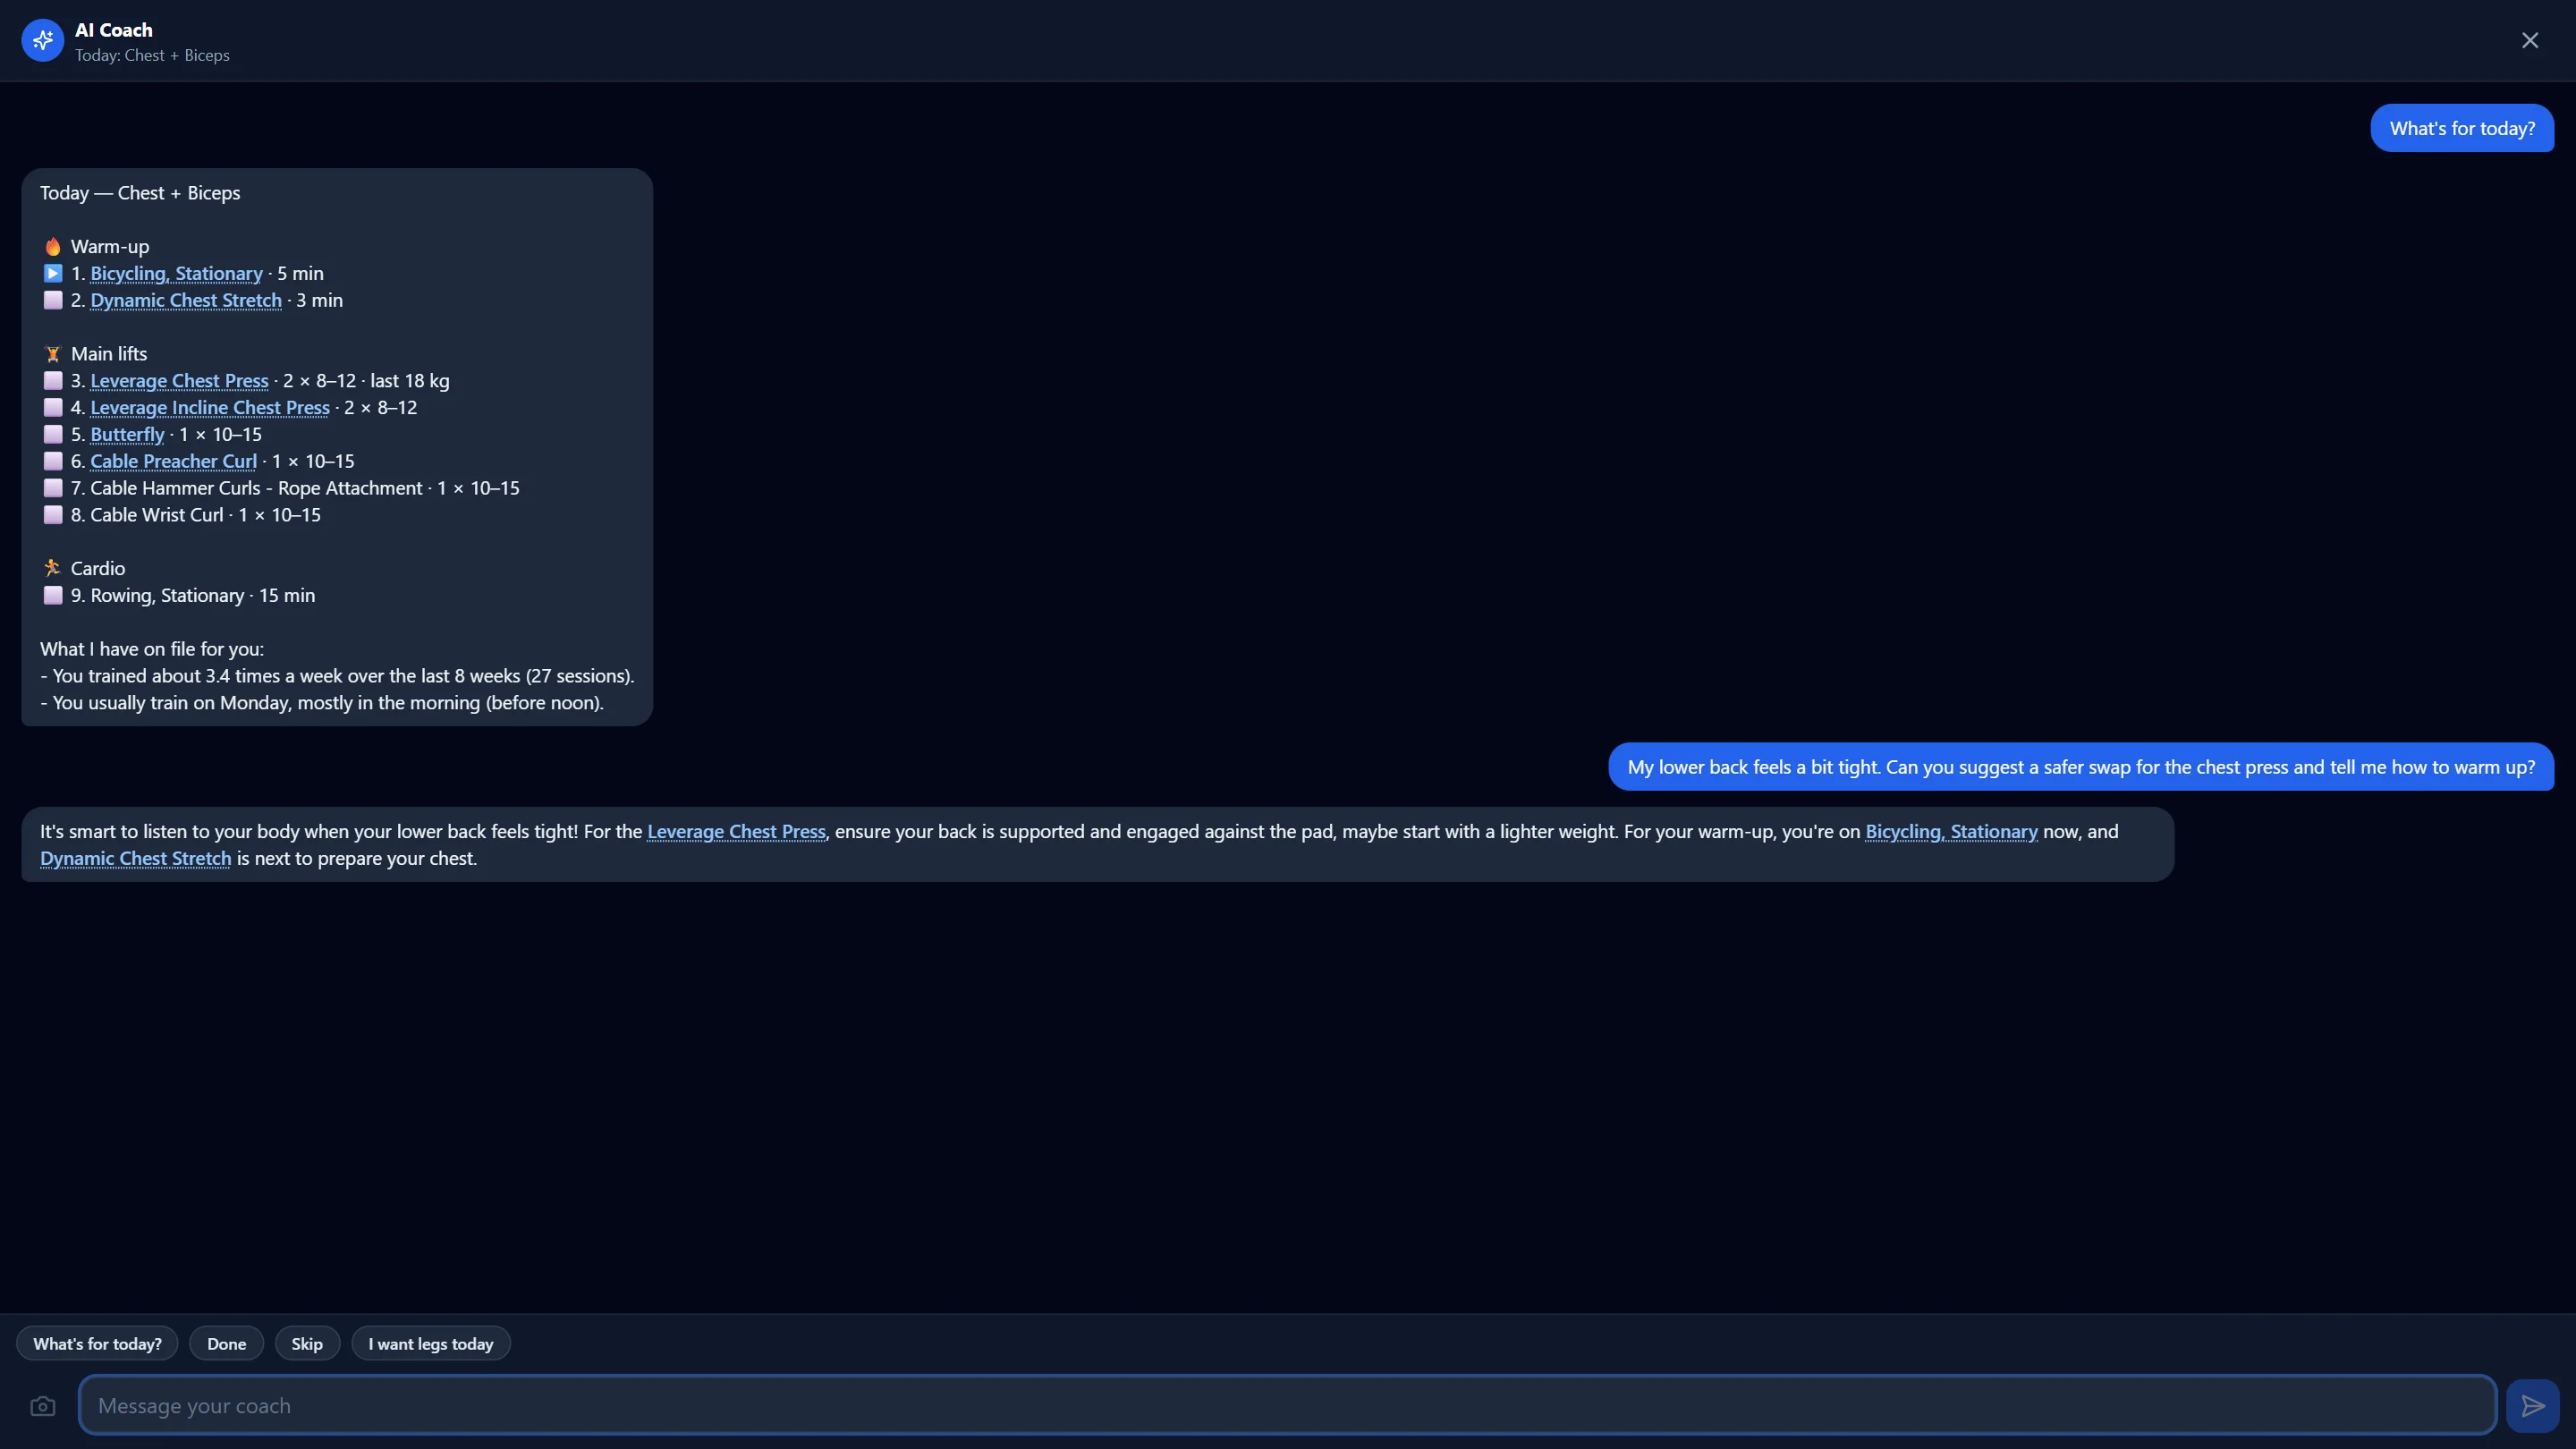 AI Coach
Today: Chest + Biceps
What's for today?
Today — Chest + Biceps
🔥 Warm-up
▶️ 1. Bicycling, Stationary · 5 min
⬜ 2. Dynamic Chest Stretch · 3 min
🏋️ Main lifts
⬜ 3. Leverage Chest Press · 2 × 8–12 · last 18 kg
⬜ 4. Leverage Incline Chest Press · 2 × 8–12
⬜ 5. Butterfly · 1 × 10–15
⬜ 6. Cable Preacher Curl · 1 × 10–15
⬜ 7. Cable Hammer Curls - Rope Attachment · 1 × 10–15
⬜ 8. Cable Wrist Curl · 1 × 10–15
🏃 Cardio
⬜ 9. Rowing, Stationary · 15 min
What I have on file for you:
- You trained about 3.4 times a week over the last 8 weeks (27 sessions).
- You usually train on Monday, mostly in the morning (before noon).
My lower back feels a bit tight. Can you suggest a safer swap for the chest press and tell me how to warm up?
It's smart to listen to your body when your lower back feels tight! For the Leverage Chest Press, ensure your back is supported and engaged against the pad, maybe start with a lighter weight. For your warm-up, you're on Bicycling, Stationary now, and
Dynamic Chest Stretch is next to prepare your chest.
What's for today?
Done
Skip
I want legs today
Message your coach